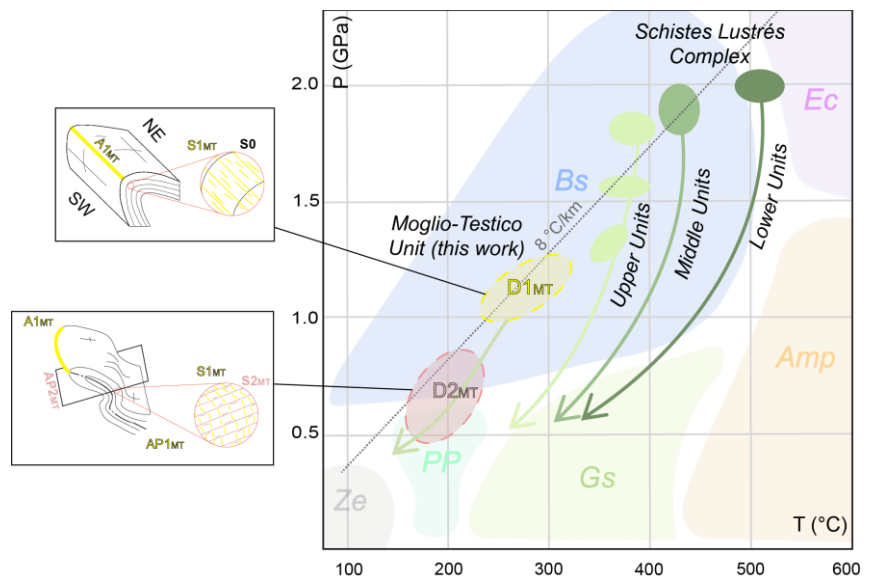 P (GPa)
Schistes Lustrés
Complex
2.0
Ec
NE
A1MT
S1MT
S0
SW
Bs
1.5
Moglio-Testico
Unit (this work)
8 °C/km
Upper Units
Middle Units
Lower Units
D1MT
1.0
A1MT
S1MT
S2MT
AP2MT
AP1MT
D2MT
Amp
0.5
PP
Gs
Ze
T (°C)
100
200
300
400
500
600